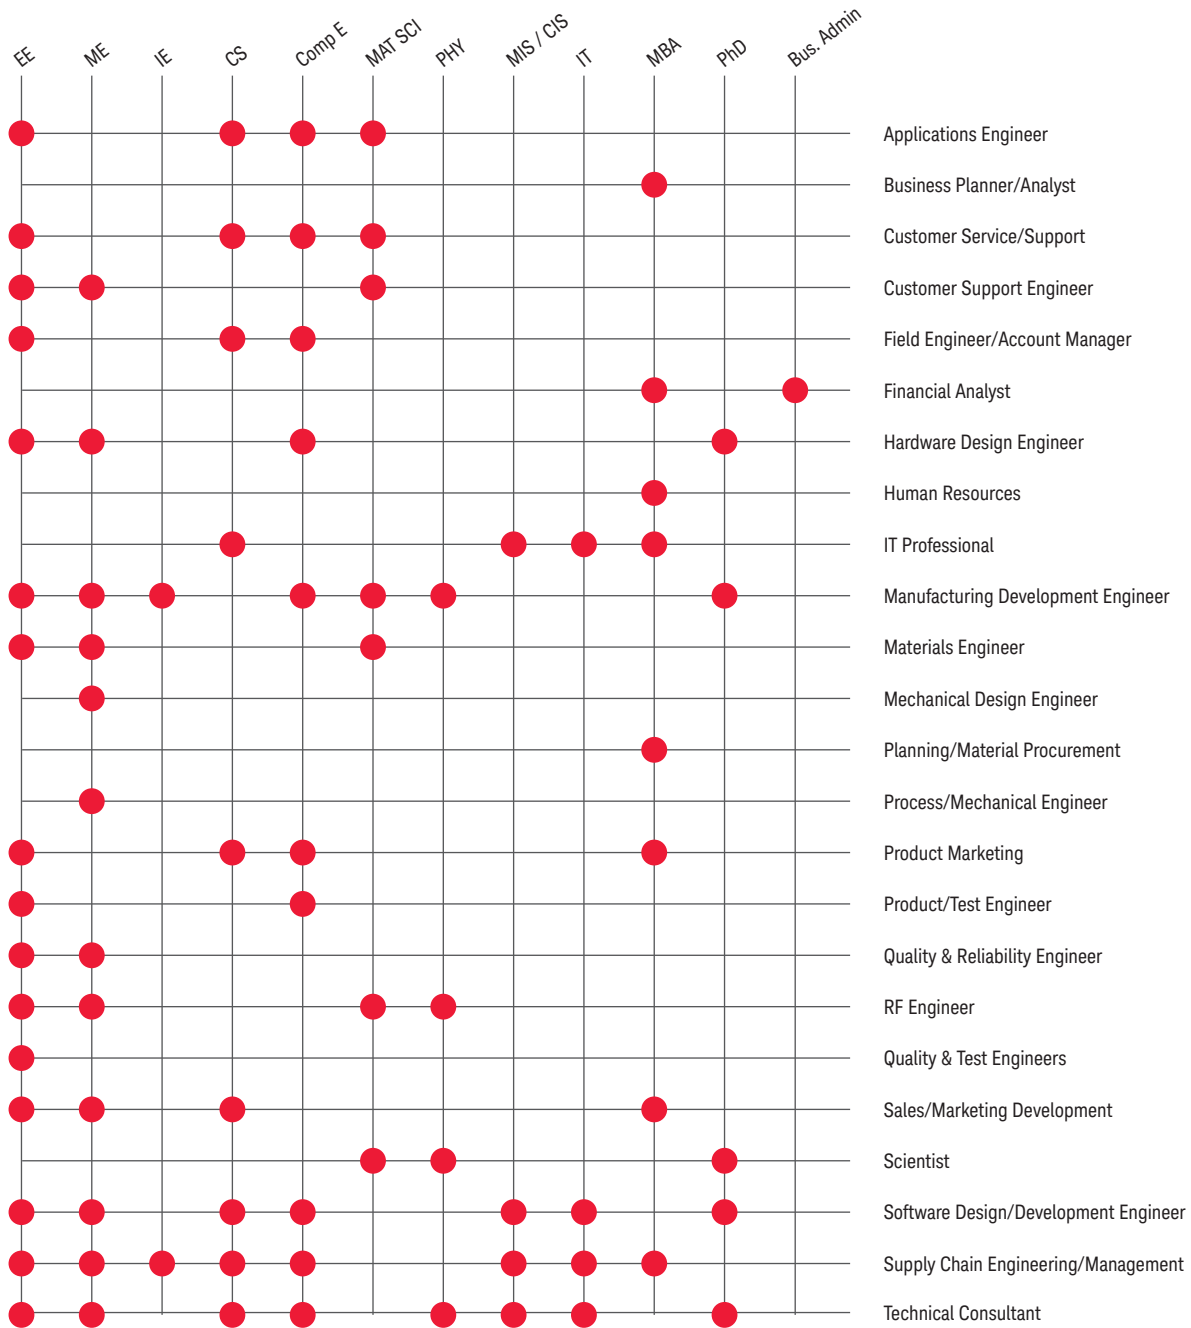 EE
ME
IE
CS
Comp E
MAT SCI
PHY
MIS / CIS
IT
MBA
PhD
Bus. Admin
Applications Engineer
Business Planner/Analyst
Customer Service/Support
Customer Support Engineer
Field Engineer/Account Manager
Financial Analyst
Hardware Design Engineer
Human Resources
IT Professional
Manufacturing Development Engineer
Materials Engineer
Mechanical Design Engineer
Planning/Material Procurement
Process/Mechanical Engineer
Product Marketing
Product/Test Engineer
Quality & Reliability Engineer
RF Engineer
Quality & Test Engineers
Sales/Marketing Development
Scientist
Software Design/Development Engineer
Supply Chain Engineering/Management
Technical Consultant